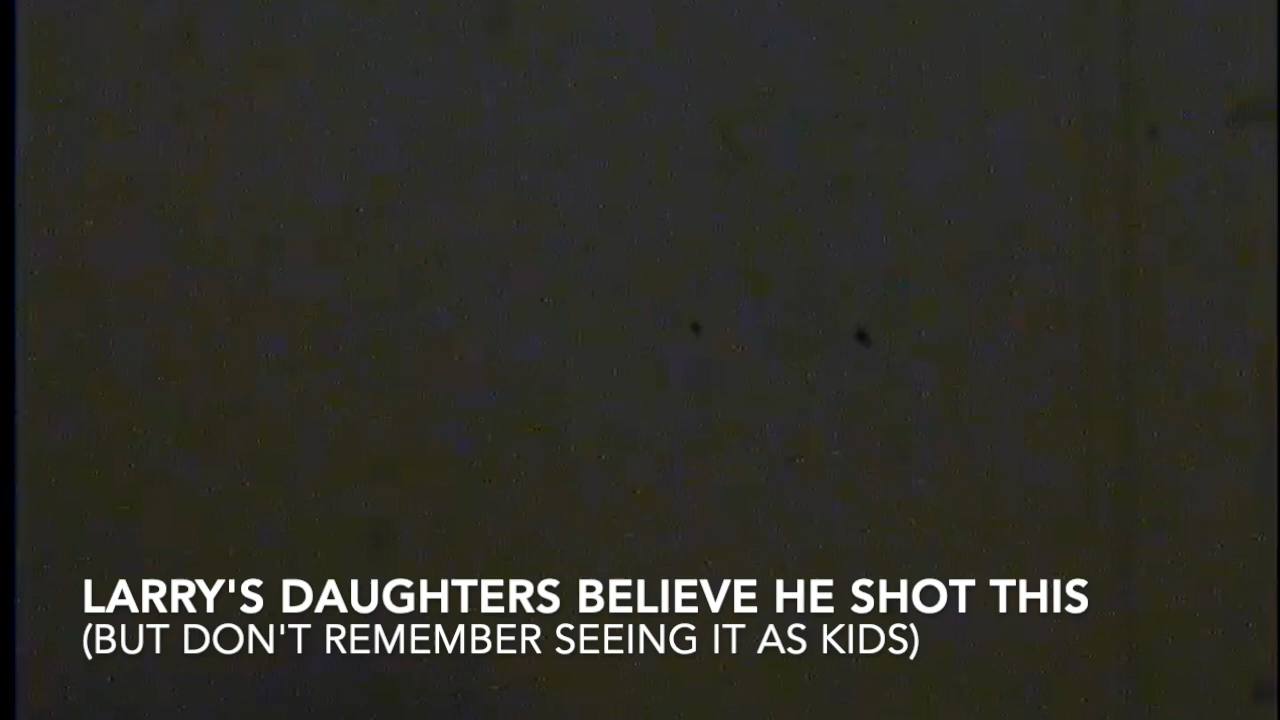 LARRY'S DAUGHTERS BELIEVE HE SHOT THIS
(BUT DON'T REMEMBER SEEING IT AS KIDS)